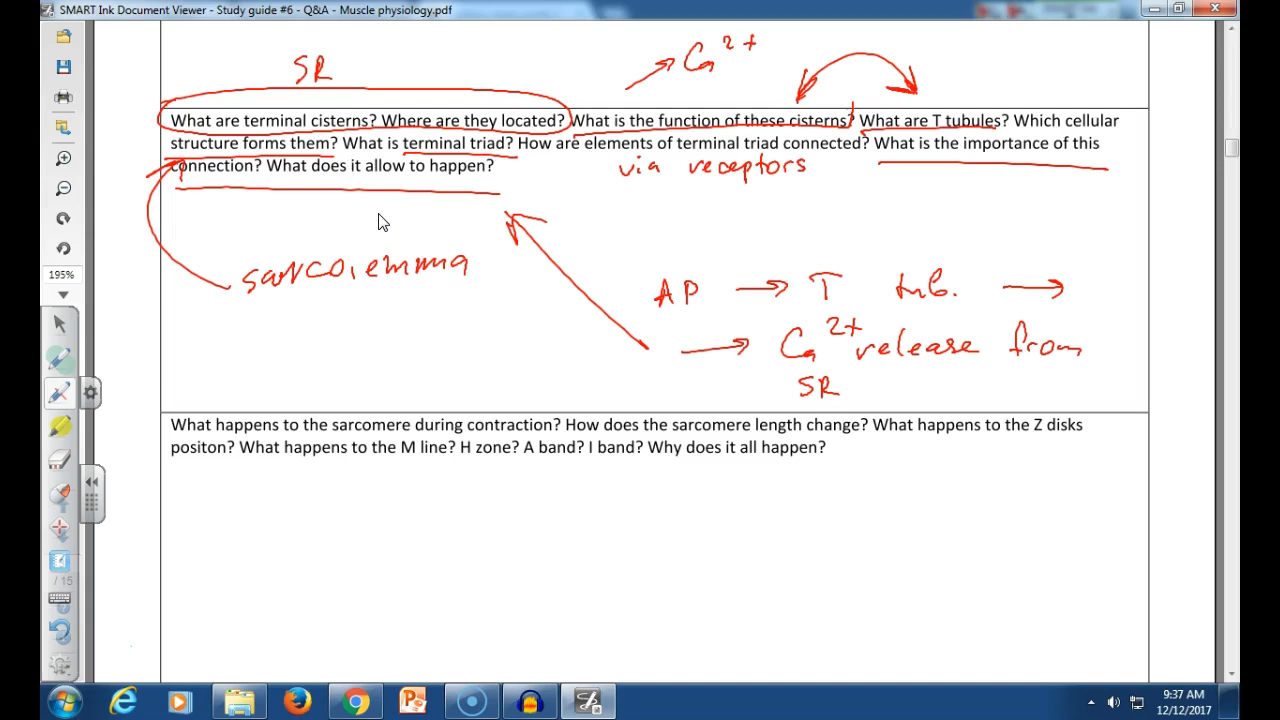 SMART Ink Document Viewer - Study guide #6 - Q&A - Muscle physiology.pdf
SR
Ca 2+
What are terminal cisterns? Where are they located? What is the function of these cisterns? What are T tubules? Which cellular
structure forms them? What is terminal triad? How are elements of terminal triad connected? What is the importance of this
connection? What does it allow to happen?
via receptors
sarcolemma
AP → T tub. →
→ Ca 2+ release from
SR
195%
/ 15
What happens to the sarcomere during contraction? How does the sarcomere length change? What happens to the Z disks
positon? What happens to the M line? H zone? A band? I band? Why does it all happen?
9:37 AM
12/12/2017